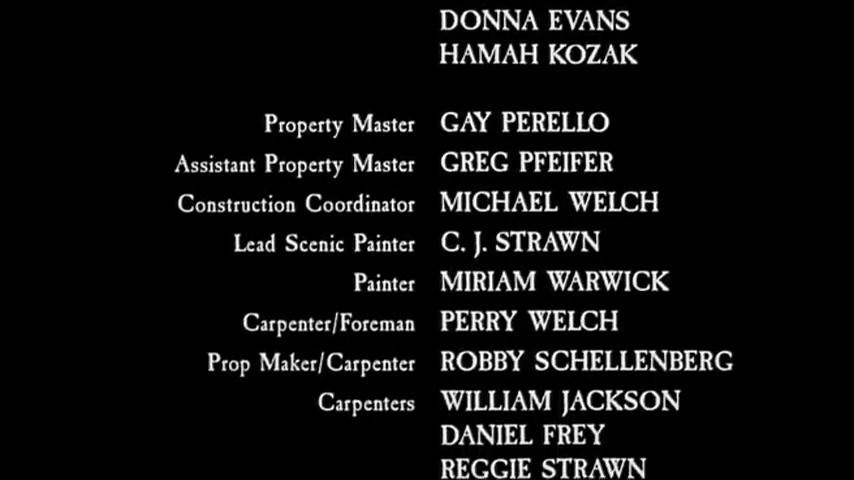 DONNA EVANS
HAMAH KOZAK
Property Master GAY PERELLO
Assistant Property Master GREG PFEIFER
Construction Coordinator MICHAEL WELCH
Lead Scenic Painter C. J. STRAWN
Painter MIRIAM WARWICK
Carpenter/Foreman PERRY WELCH
Prop Maker/Carpenter ROBBY SCHELLENBERG
Carpenters WILLIAM JACKSON
DANIEL FREY
REGGIE STRAWN